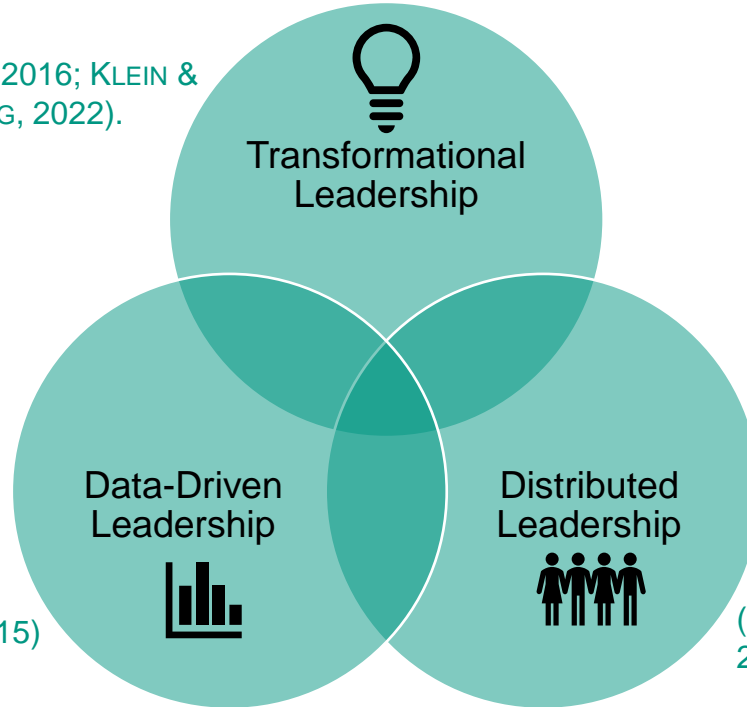 2016; KLEIN &
G, 2022).
Transformational
Leadership
Data-Driven
Leadership
Distributed
Leadership
15)
(
2